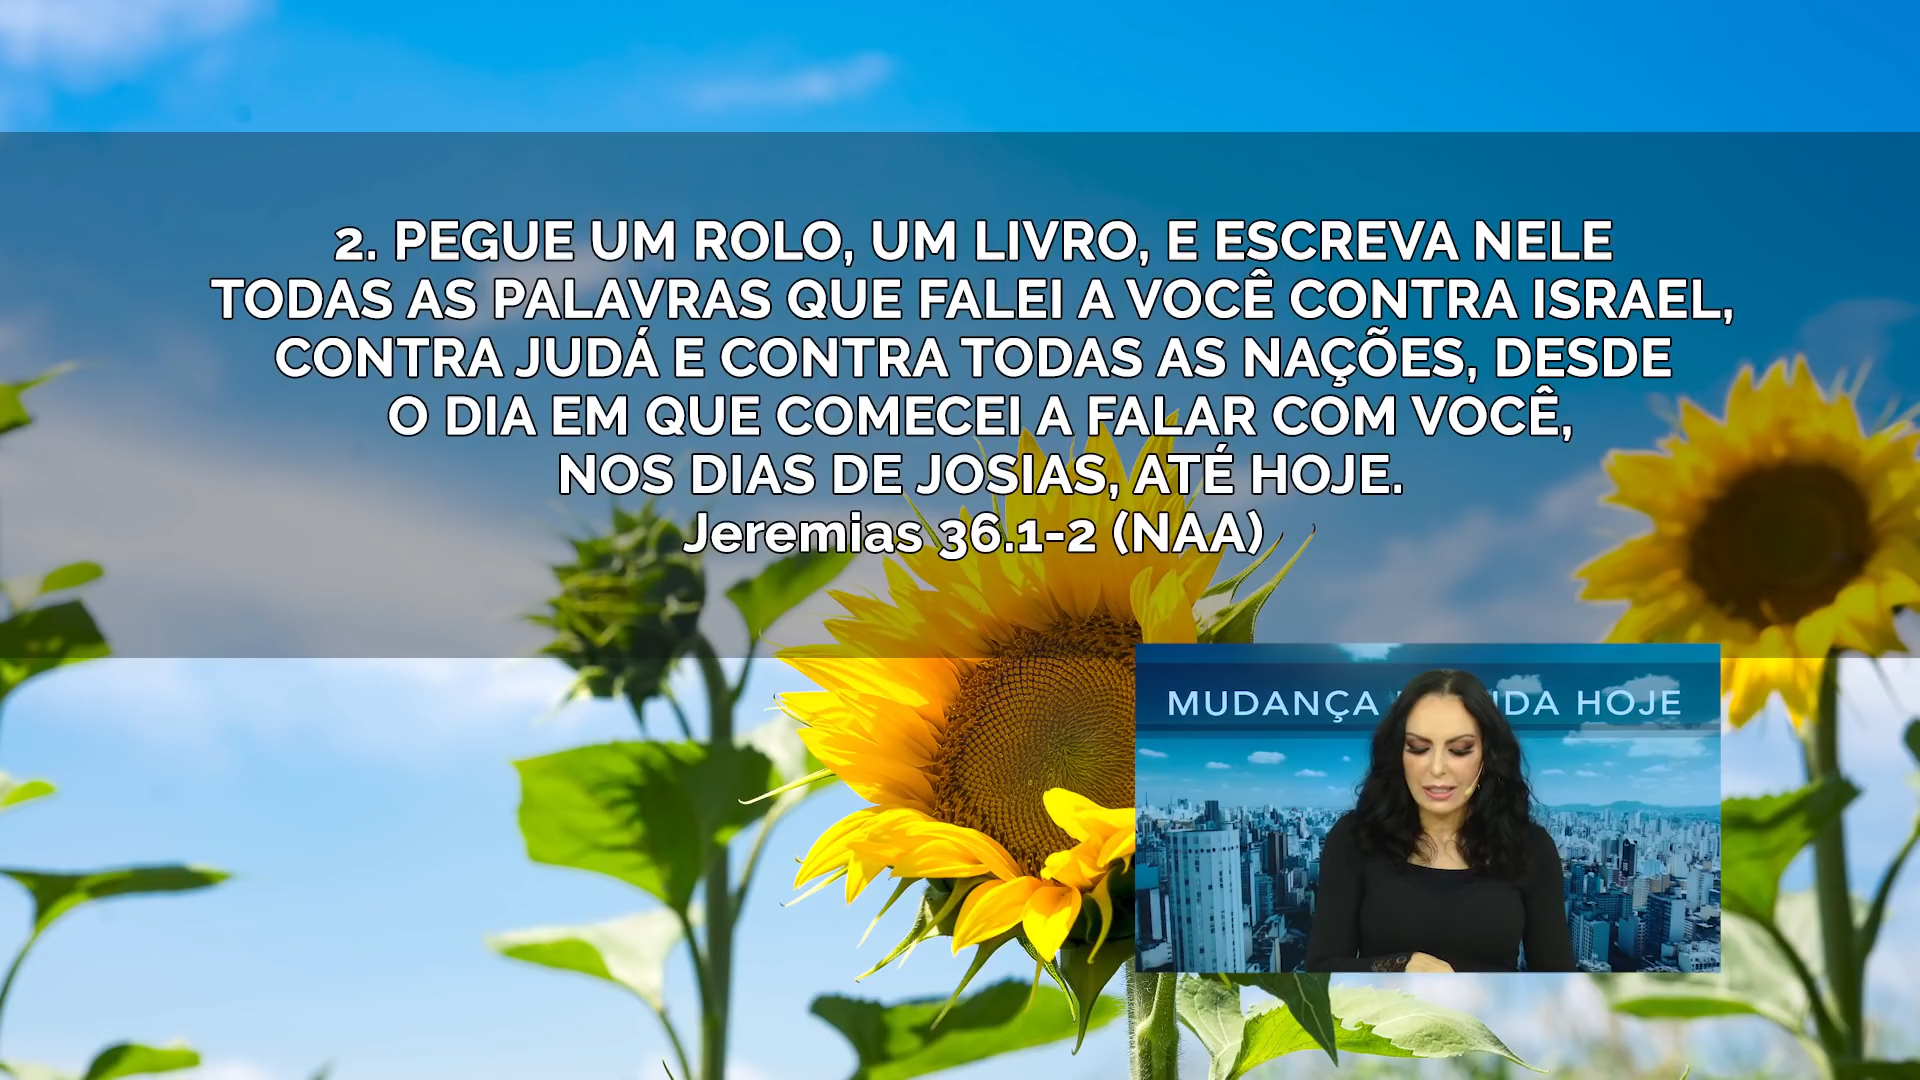 2. PEGUE UM ROLO, UM LIVRO, E ESCREVA NELE
TODAS AS PALAVRAS QUE FALEI A VOCÊ CONTRA ISRAEL,
CONTRA JUDÁ E CONTRA TODAS AS NAÇÕES, DESDE
O DIA EM QUE COMECEI A FALAR COM VOCÊ,
NOS DIAS DE JOSIAS, ATÉ HOJE.
Jeremias 36.1-2 (NAA)
MUDANÇA HOJE